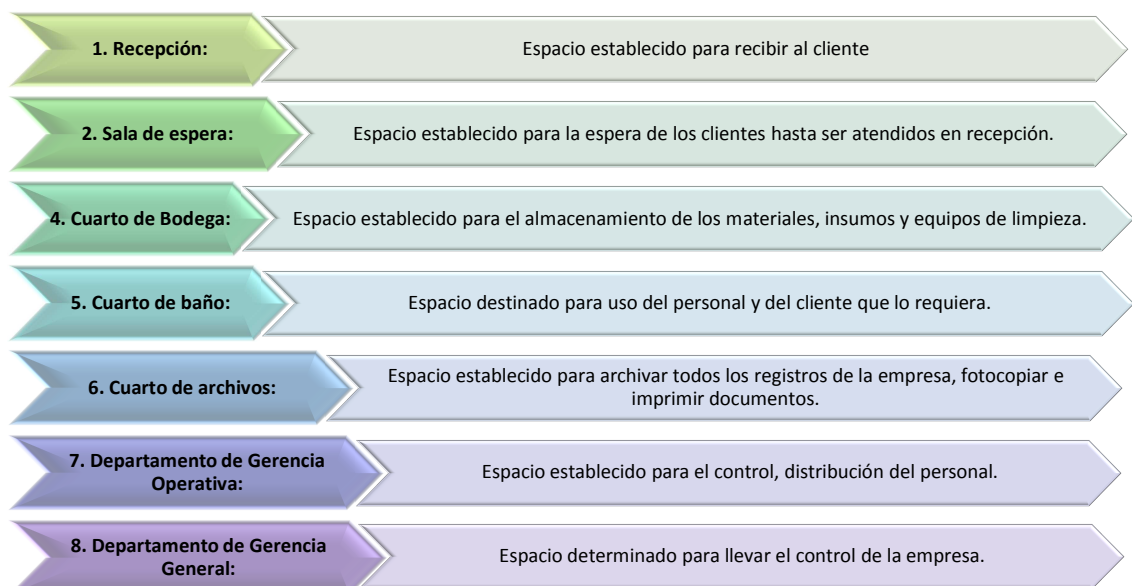 1. Recepción:
Espacio establecido para recibir al cliente
2. Sala de espera:
Espacio establecido para la espera de los clientes hasta ser atendidos en recepción.
4. Cuarto de Bodega:
Espacio establecido para el almacenamiento de los materiales, insumos y equipos de limpieza.
5. Cuarto de baño:
Espacio destinado para uso del personal y del cliente que lo requiera.
6. Cuarto de archivos:
Espacio establecido para archivar todos los registros de la empresa, fotocopiar e
imprimir documentos.
7. Departamento de Gerencia
Operativa:
Espacio establecido para el control, distribución del personal.
8. Departamento de Gerencia
General:
Espacio determinado para llevar el control de la empresa.